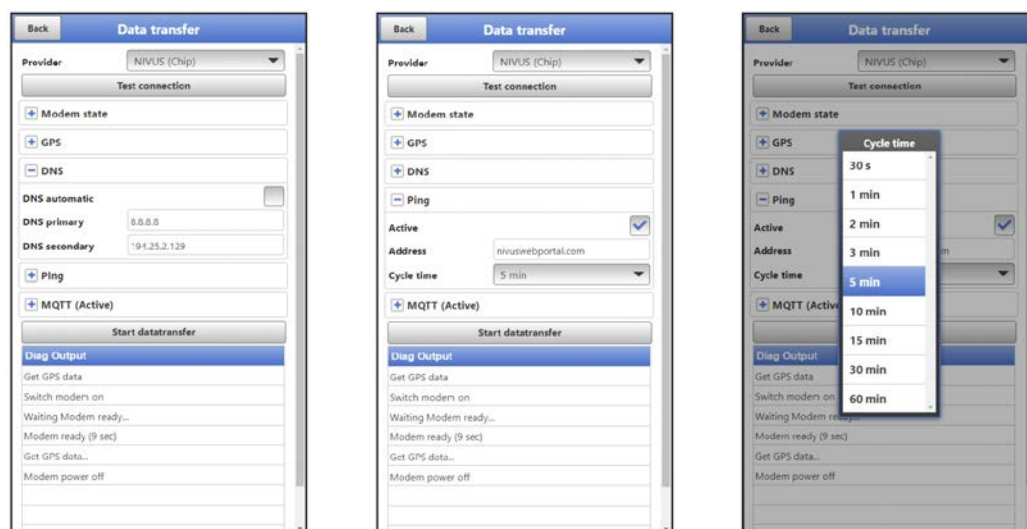 Back Data transfer
Provider NIVUS (Chip)
Test connection
Modem state
GPS
DNS
DNS automatic
DNS primary 8.8.8.8
DNS secondary 194.25.2.129
Ping
MQTT (Active)
Start datatransfer
Diag Output
Get GPS data
Switch modem on
Waiting Modem ready...
Modem ready (9 sec)
Get GPS data...
Modem power off
Back Data transfer
Provider NIVUS (Chip)
Test connection
Modem state
GPS
DNS
Ping
Active
Address nivuswebportal.com
Cycle time 5 min
MQTT (Active)
Start datatransfer
Diag Output
Get GPS data
Switch modem on
Waiting Modem ready...
Modem ready (9 sec)
Get GPS data...
Modem power off
Back Data transfer
Provider NIVUS (Chip)
Test connection
Modem state
GPS
DNS
Ping
Active
Address m
Cycle time
MQTT (Active
Diag Output
Get GPS data
Switch modem on
Waiting Modem
Modem ready (9 sec)
Get GPS data...
Modem power off
Cycle time
30 s
1 min
2 min
3 min
5 min
10 min
15 min
30 min
60 min